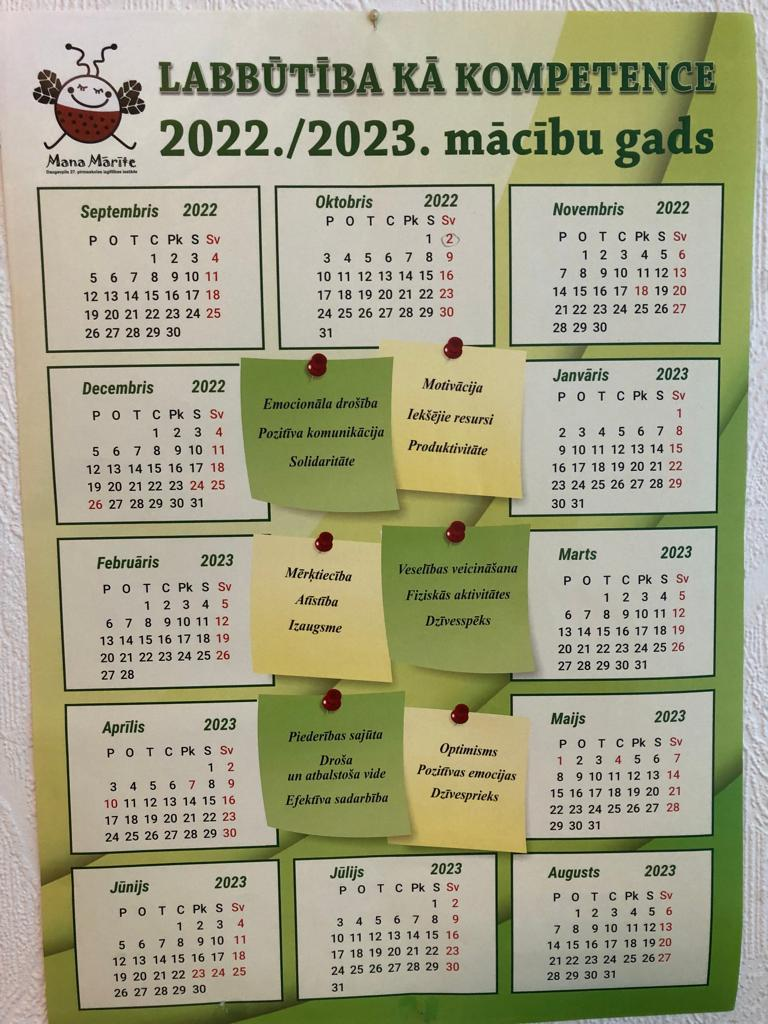 LABBŪTĪBA KĀ KOMPETENCE
2022./2023. mācību gads
Mana Mārīte
Daugavpils 27. pirmsskolas izglītības iestāde
Septembris 2022
P O T C Pk S Sv
1 2 3 4
5 6 7 8 9 10 11
12 13 14 15 16 17 18
19 20 21 22 23 24 25
26 27 28 29 30
Oktobris 2022
P O T C Pk S Sv
1 2
3 4 5 6 7 8 9
10 11 12 13 14 15 16
17 18 19 20 21 22 23
24 25 26 27 28 29 30
31
Novembris 2022
P O T C Pk S Sv
1 2 3 4 5 6
7 8 9 10 11 12 13
14 15 16 17 18 19 20
21 22 23 24 25 26 27
28 29 30
Decembris 2022
P O T C Pk S Sv
1 2 3 4
5 6 7 8 9 10 11
12 13 14 15 16 17 18
19 20 21 22 23 24 25
26 27 28 29 30 31
Emocionāla drošība
Pozitīva komunikācija
Solidaritāte
Motivācija
Iekšējie resursi
Produktivitāte
Janvāris 2023
P O T C Pk S Sv
1
2 3 4 5 6 7 8
9 10 11 12 13 14 15
16 17 18 19 20 21 22
23 24 25 26 27 28 29
30 31
Februāris 2023
P O T C Pk S Sv
1 2 3 4 5
6 7 8 9 10 11 12
13 14 15 16 17 18 19
20 21 22 23 24 25 26
27 28
Mērķtiecība
Atīstība
Izaugsme
Veselības veicināšana
Fiziskās aktivitātes
Dzīvesspēks
Marts 2023
P O T C Pk S Sv
1 2 3 4 5
6 7 8 9 10 11 12
13 14 15 16 17 18 19
20 21 22 23 24 25 26
27 28 29 30 31
Aprīlis 2023
P O T C Pk S Sv
1 2
3 4 5 6 7 8 9
10 11 12 13 14 15 16
17 18 19 20 21 22 23
24 25 26 27 28 29 30
Piederības sajūta
Droša
un atbalstoša vide
Efektīva sadarbība
Optimisms
Pozitīvas emocijas
Dzīvesprieks
Maijs 2023
P O T C Pk S Sv
1 2 3 4 5 6 7
8 9 10 11 12 13 14
15 16 17 18 19 20 21
22 23 24 25 26 27 28
29 30 31
Jūnijs 2023
P O T C Pk S Sv
1 2 3 4
5 6 7 8 9 10 11
12 13 14 15 16 17 18
19 20 21 22 23 24 25
26 27 28 29 30
Jūlijs 2023
P O T C Pk S Sv
1 2
3 4 5 6 7 8 9
10 11 12 13 14 15 16
17 18 19 20 21 22 23
24 25 26 27 28 29 30
31
Augusts 2023
P O T C Pk S Sv
1 2 3 4 5 6
7 8 9 10 11 12 13
14 15 16 17 18 19 20
21 22 23 24 25 26 27
28 29 30 31